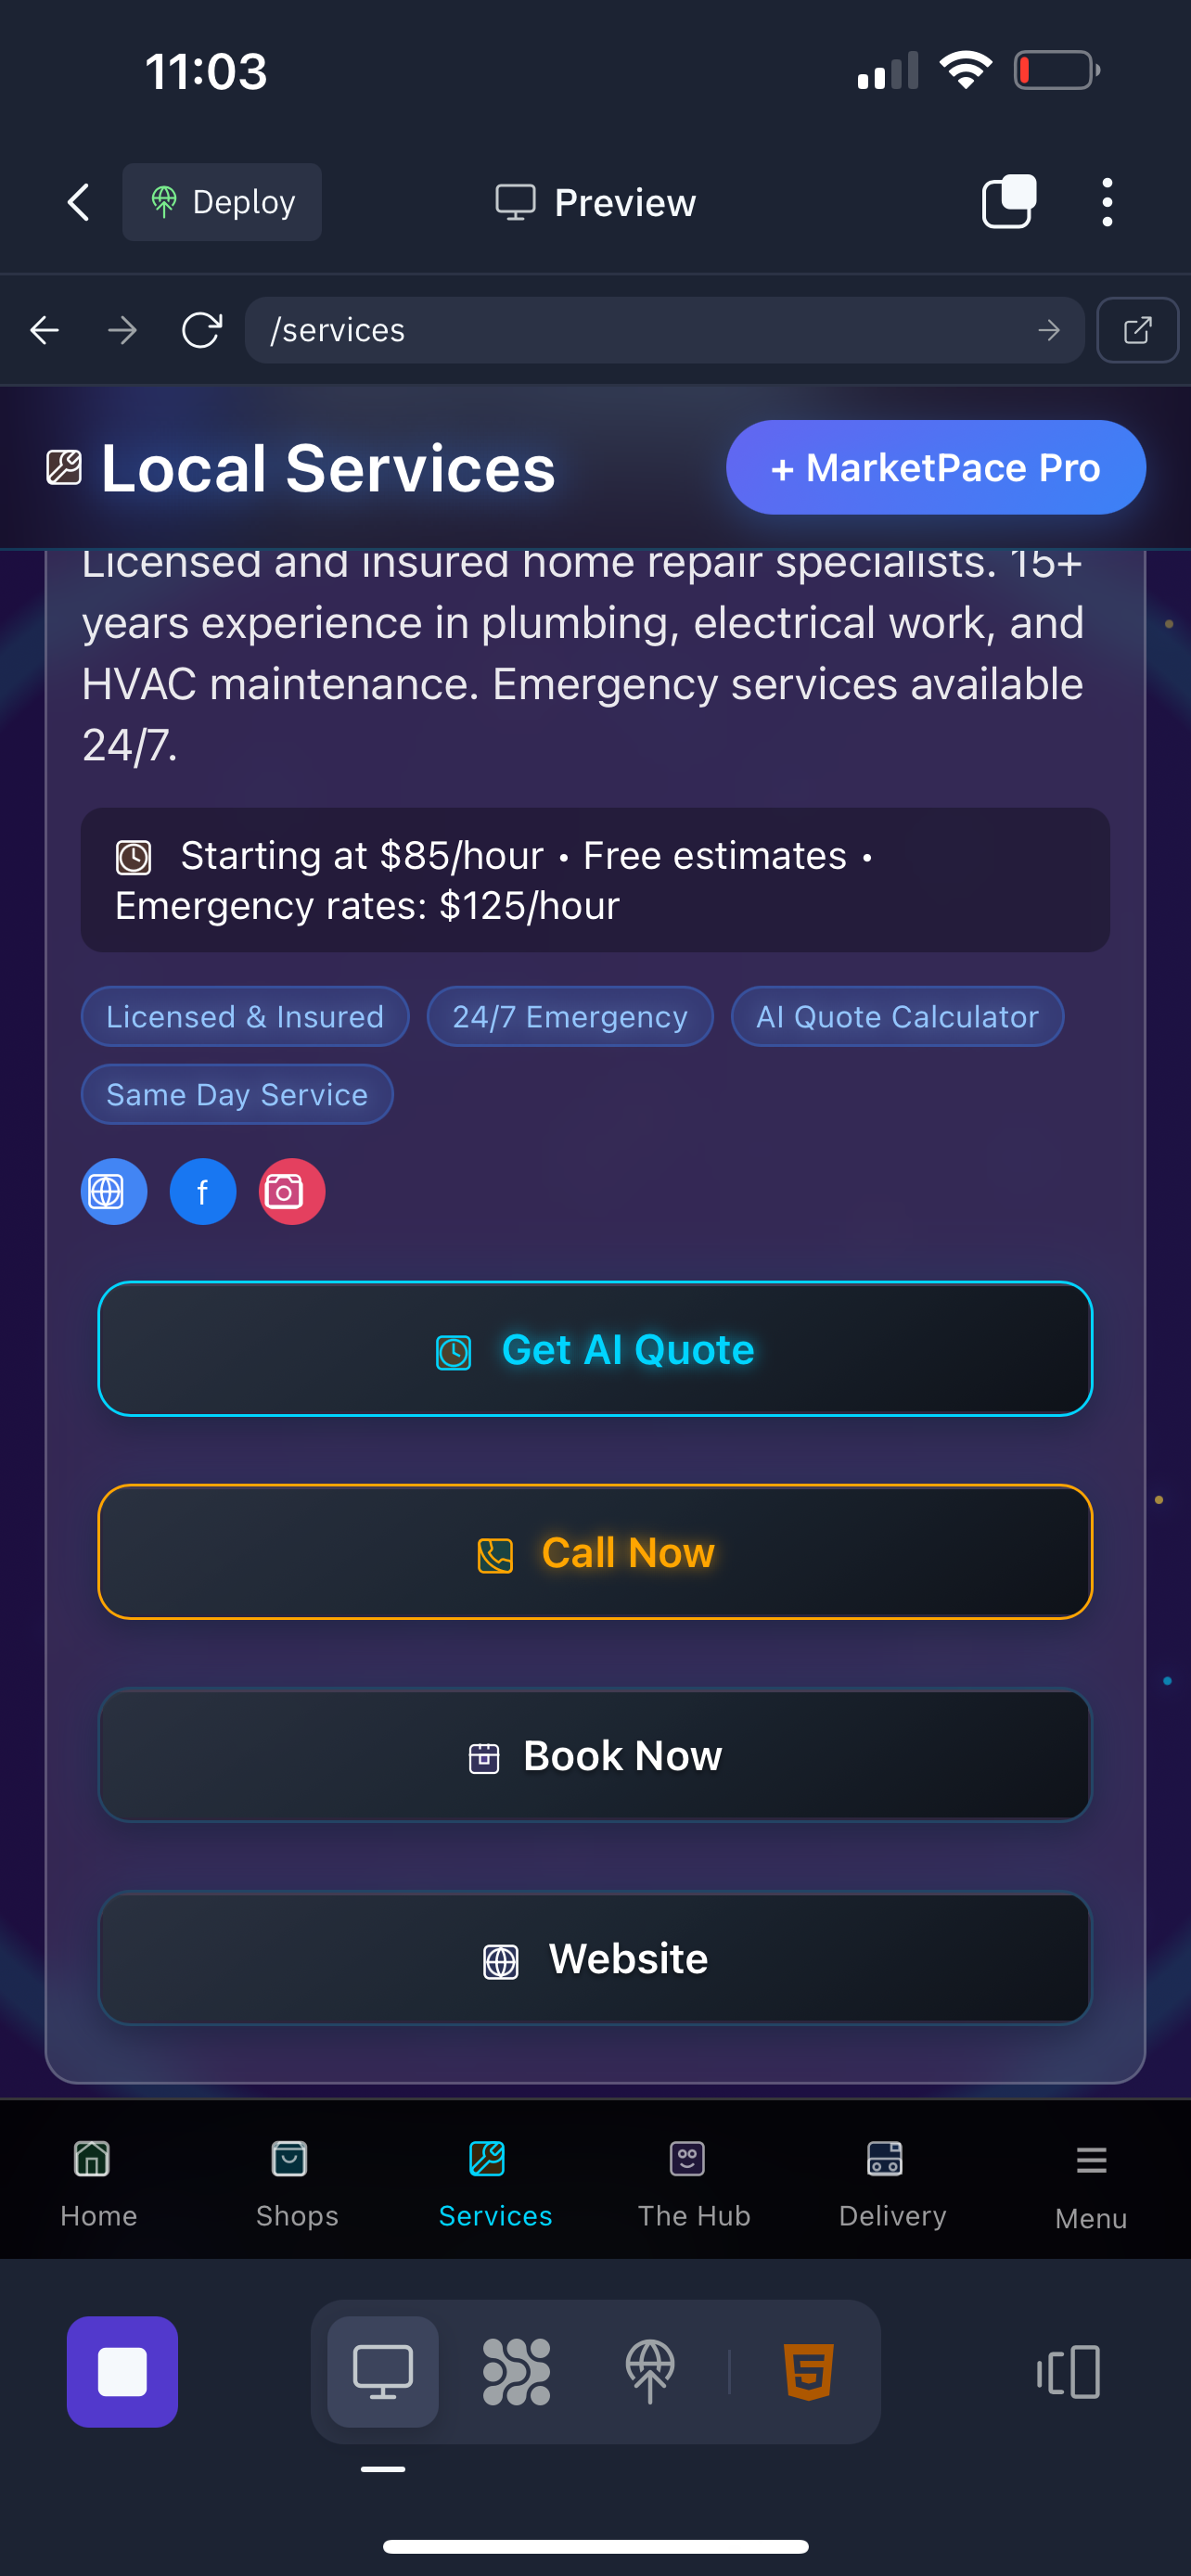 11:03
Deploy
Preview
/services
Local Services
+ MarketPace Pro
Licensed and insured home repair specialists. 15+
years experience in plumbing, electrical work, and
HVAC maintenance. Emergency services available
24/7.
Starting at $85/hour • Free estimates •
Emergency rates: $125/hour
Licensed & Insured
24/7 Emergency
AI Quote Calculator
Same Day Service
f
Get AI Quote
Call Now
Book Now
Website
Home
Shops
Services
The Hub
Delivery
Menu
5